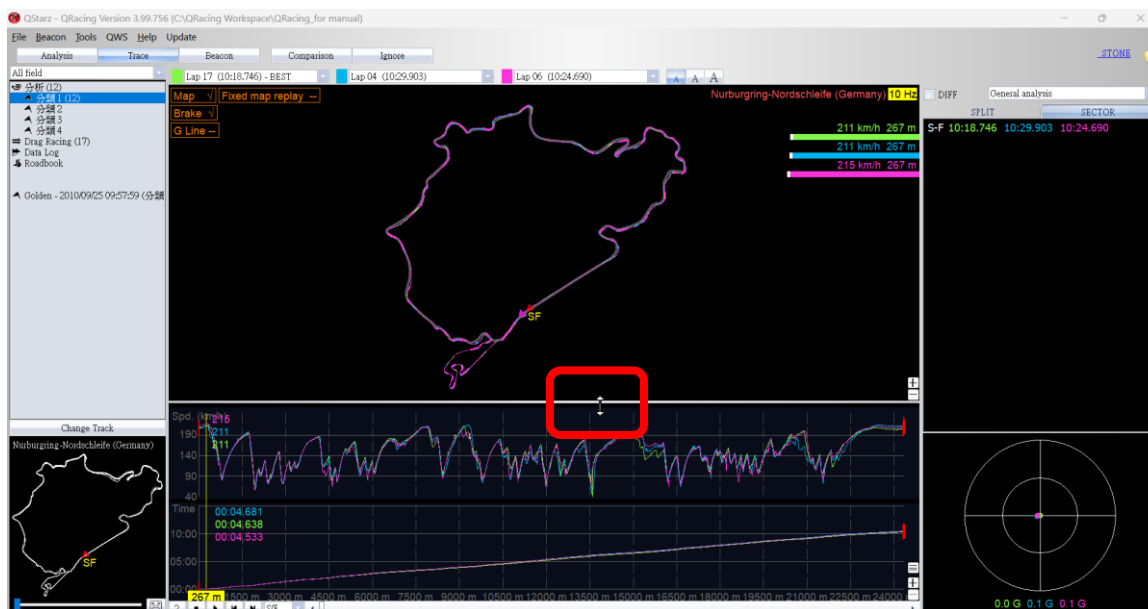 QStarz - QRacing Version 3.99.756 (C:\QRacing Workspace\QRacing_for manual)
File Beacon Tools QWS Help Update
Analysis Trace Beacon Comparison Ignore
STONE
All field
Lap 17 (10:18.746) - BEST Lap 04 (10:29.903) Lap 06 (10:24.690) A A A
分析 (12)
分類 1 (12)
分類 2
分類 3
分類 4
Drag Racing (17)
Data Log
Roadbook
Golden - 2010/09/25 09:57:59 (分類
Change Track
Nurburgring-Nordschleife (Germany)
SF
Map √ Fixed map replay --
Brake √
G Line --
Nurburgring-Nordschleife (Germany) 10 Hz
211 km/h 267 m
211 km/h 267 m
215 km/h 267 m
SF
DIFF General analysis
SPLIT SECTOR
S-F 10:18.746 10:29.903 10:24.690
Spd. (km/h)
215
211
211
190
140
90
40
Time
00:04.681
00:04.638
00:04.533
10:00
05:00
00:00
267 m 1500 m 3000 m 4500 m 6000 m 7500 m 9000 m 10500 m 12000 m 13500 m 15000 m 16500 m 18000 m 19500 m 21000 m 22500 m 24000 m
S/F
0.0 G 0.1 G 0.1 G